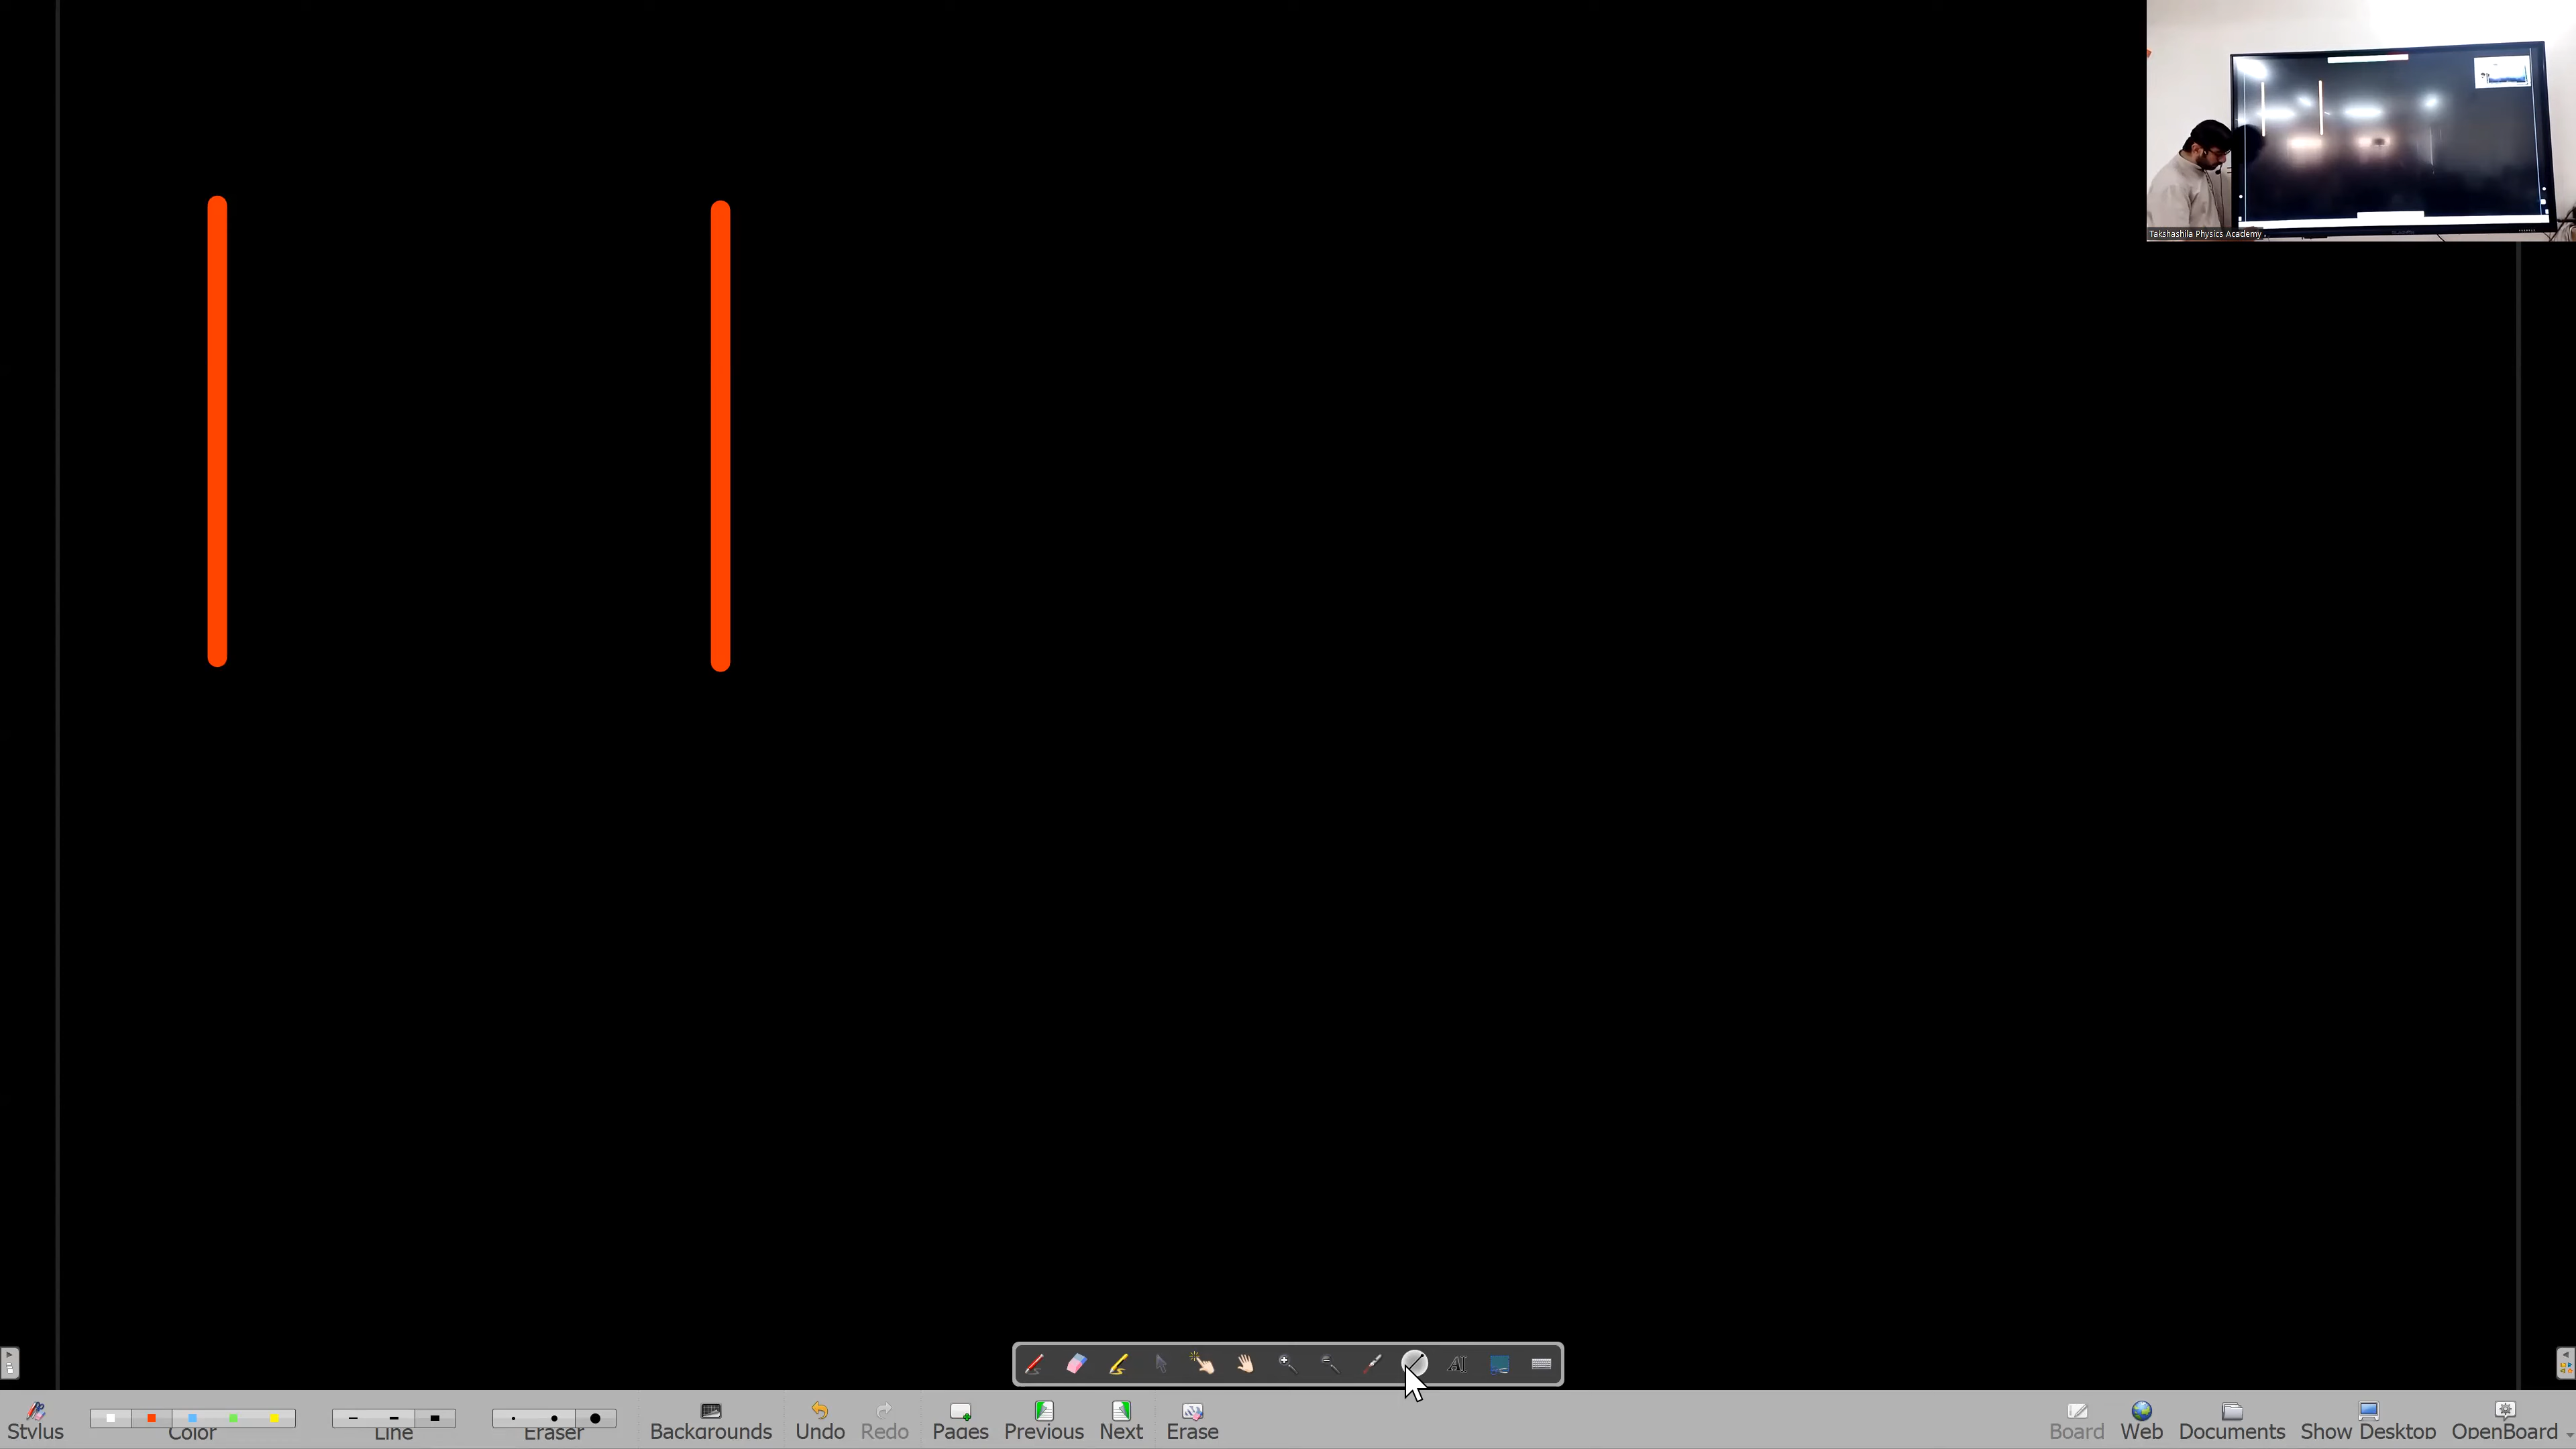 Takshashila Physics Academy
AI
Stylus Color Line Eraser Backgrounds Undo Redo Pages Previous Next Erase Board Web Documents Show Desktop OpenBoard